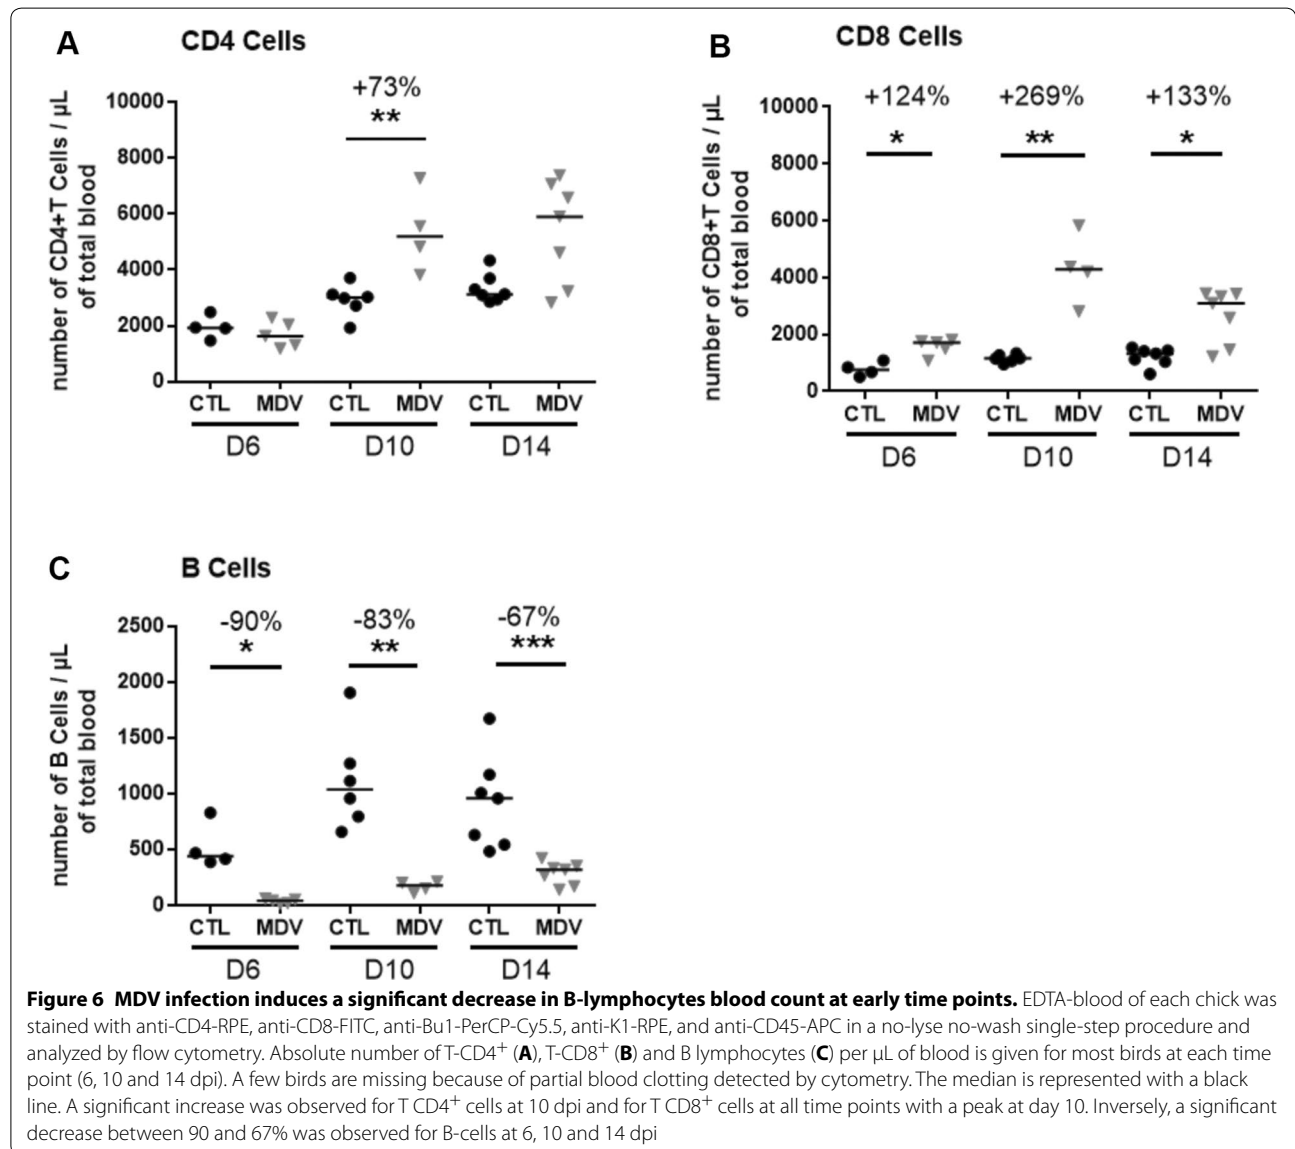 A
CD4 Cells
number of CD4+T Cells / µL
of total blood
+73%
**
10000
8000
6000
4000
2000
0
CTL MDV CTL MDV CTL MDV
D6 D10 D14
B
CD8 Cells
number of CD8+T Cells / µL
of total blood
+124% +269% +133%
* ** *
10000
8000
6000
4000
2000
0
CTL MDV CTL MDV CTL MDV
D6 D10 D14
C
B Cells
number of B Cells / µL
of total blood
-90% -83% -67%
* ** ***
2500
2000
1500
1000
500
0
CTL MDV CTL MDV CTL MDV
D6 D10 D14
Figure 6 MDV infection induces a significant decrease in B-lymphocytes blood count at early time points. EDTA-blood of each chick was
stained with anti-CD4-RPE, anti-CD8-FITC, anti-Bu1-PerCP-Cy5.5, anti-K1-RPE, and anti-CD45-APC in a no-lyse no-wash single-step procedure and
analyzed by flow cytometry. Absolute number of T-CD4⁺ (A), T-CD8⁺ (B) and B lymphocytes (C) per µL of blood is given for most birds at each time
point (6, 10 and 14 dpi). A few birds are missing because of partial blood clotting detected by cytometry. The median is represented with a black
line. A significant increase was observed for T CD4⁺ cells at 10 dpi and for T CD8⁺ cells at all time points with a peak at day 10. Inversely, a significant
decrease between 90 and 67% was observed for B-cells at 6, 10 and 14 dpi